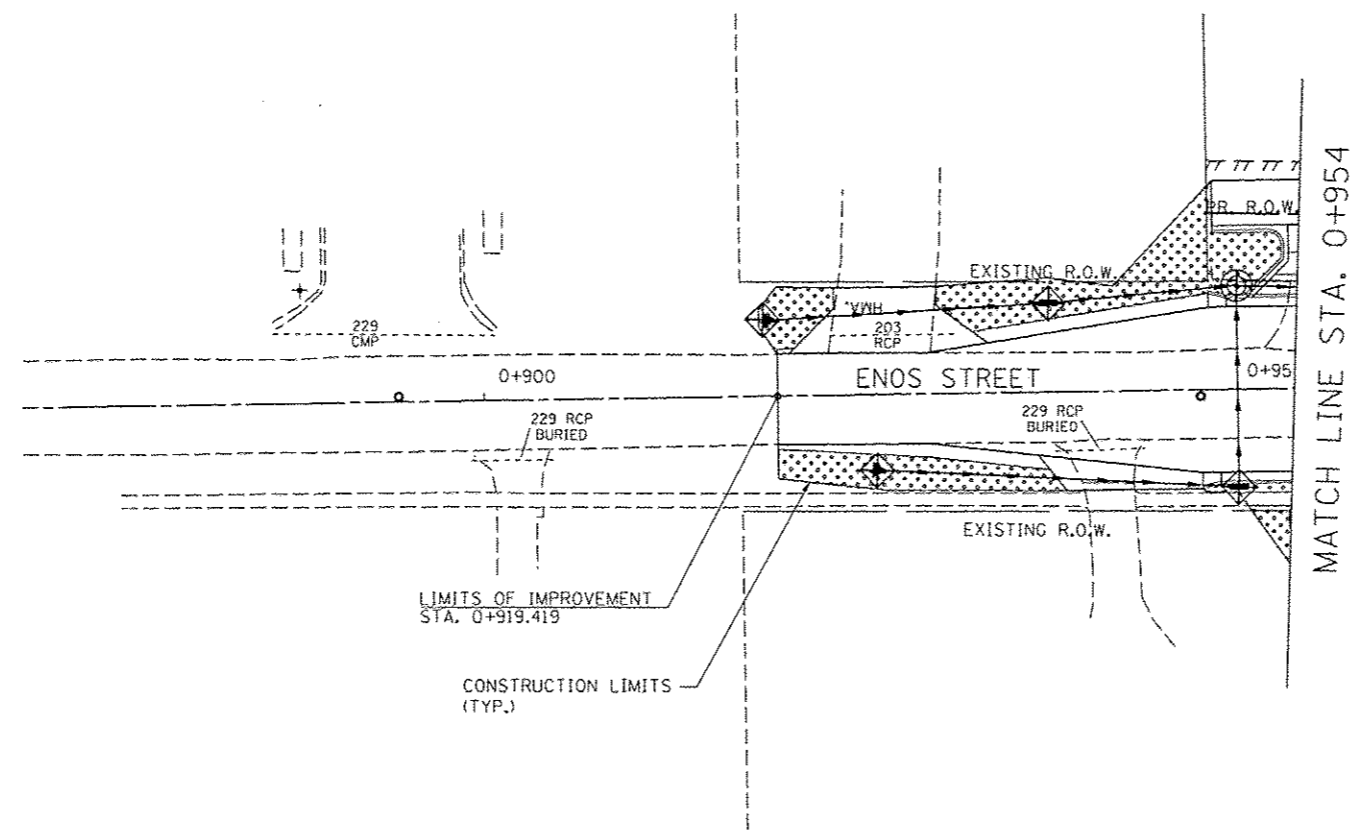 PR. R.O.W.
EXISTING R.O.W.
HMA.
229
CMP
203
RCP
0+900
ENOS STREET
0+95
229 RCP
BURIED
229 RCP
BURIED
EXISTING R.O.W.
LIMITS OF IMPROVEMENT
STA. 0+919.419
CONSTRUCTION LIMITS
(TYP.)
MATCH LINE STA. 0+954